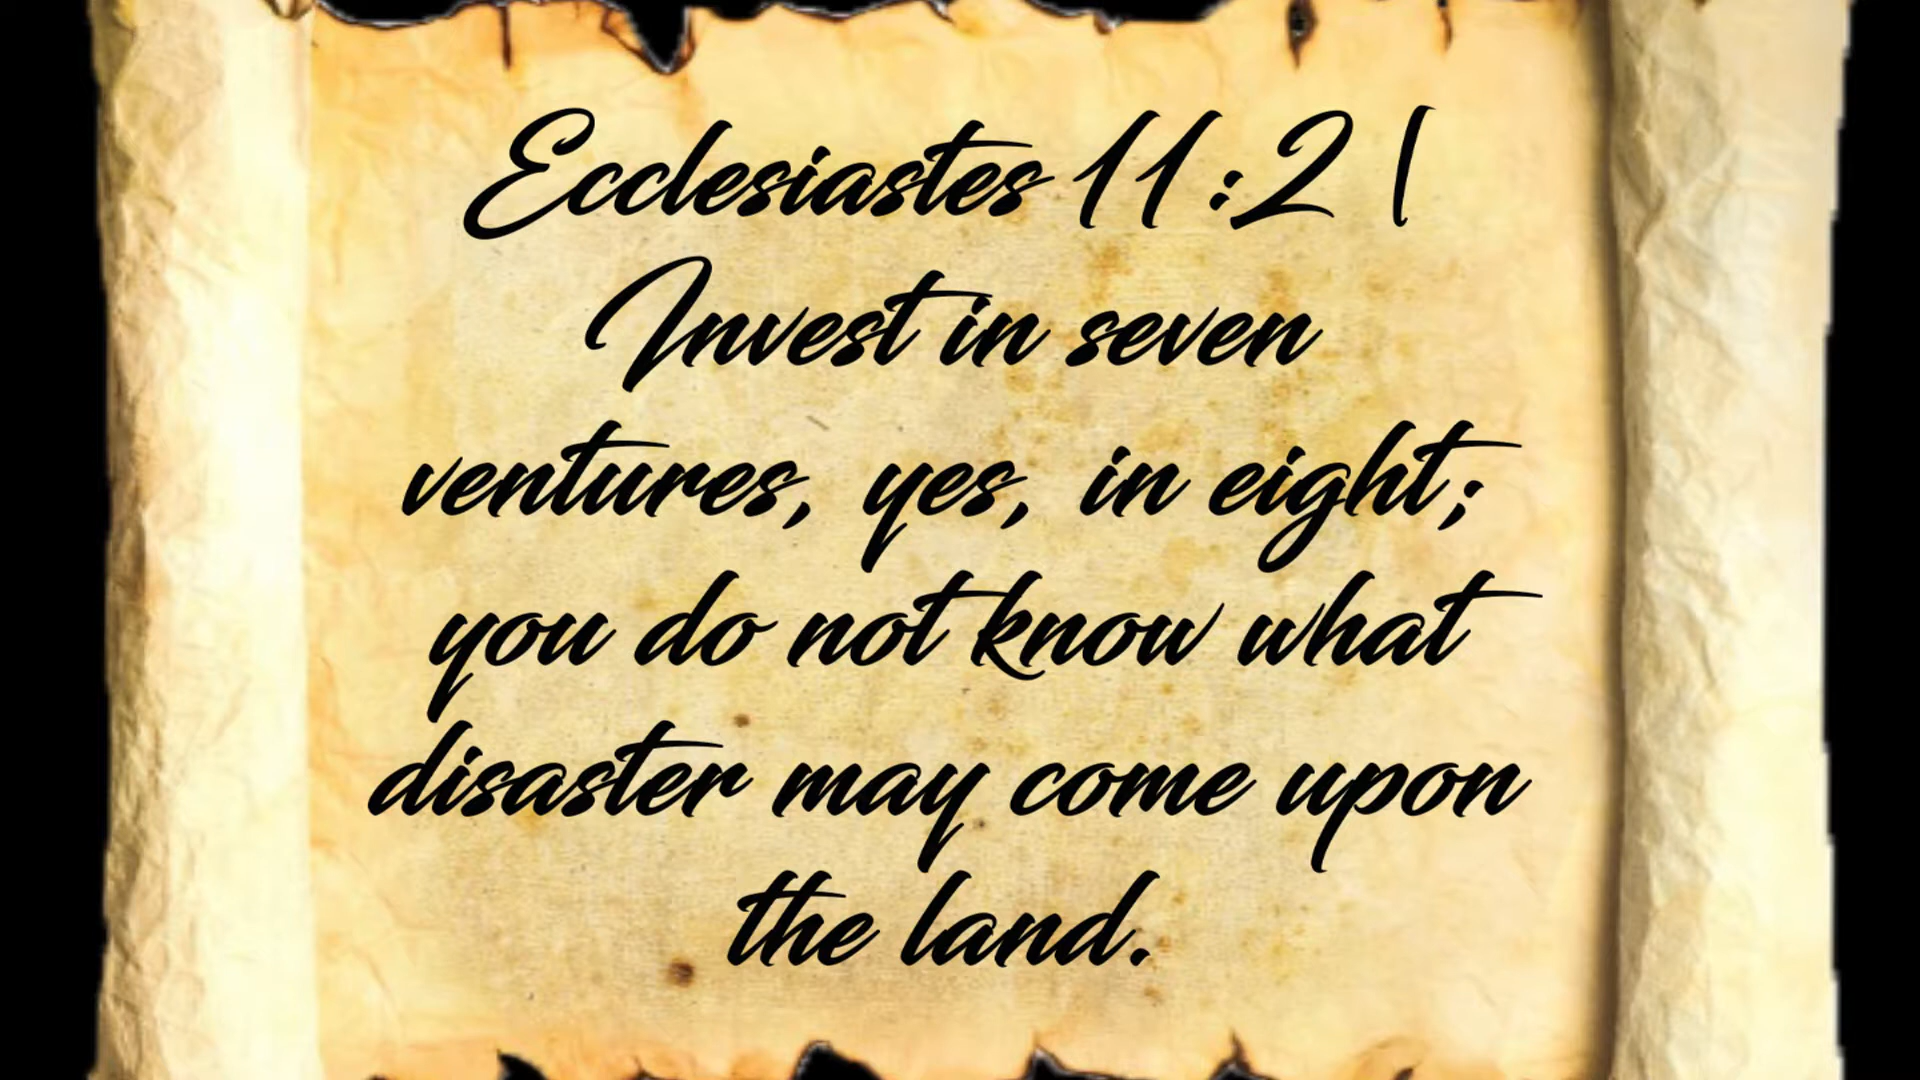 Ecclesiastes 11:2 |
Invest in seven
ventures, yes, in eight;
you do not know what
disaster may come upon
the land.